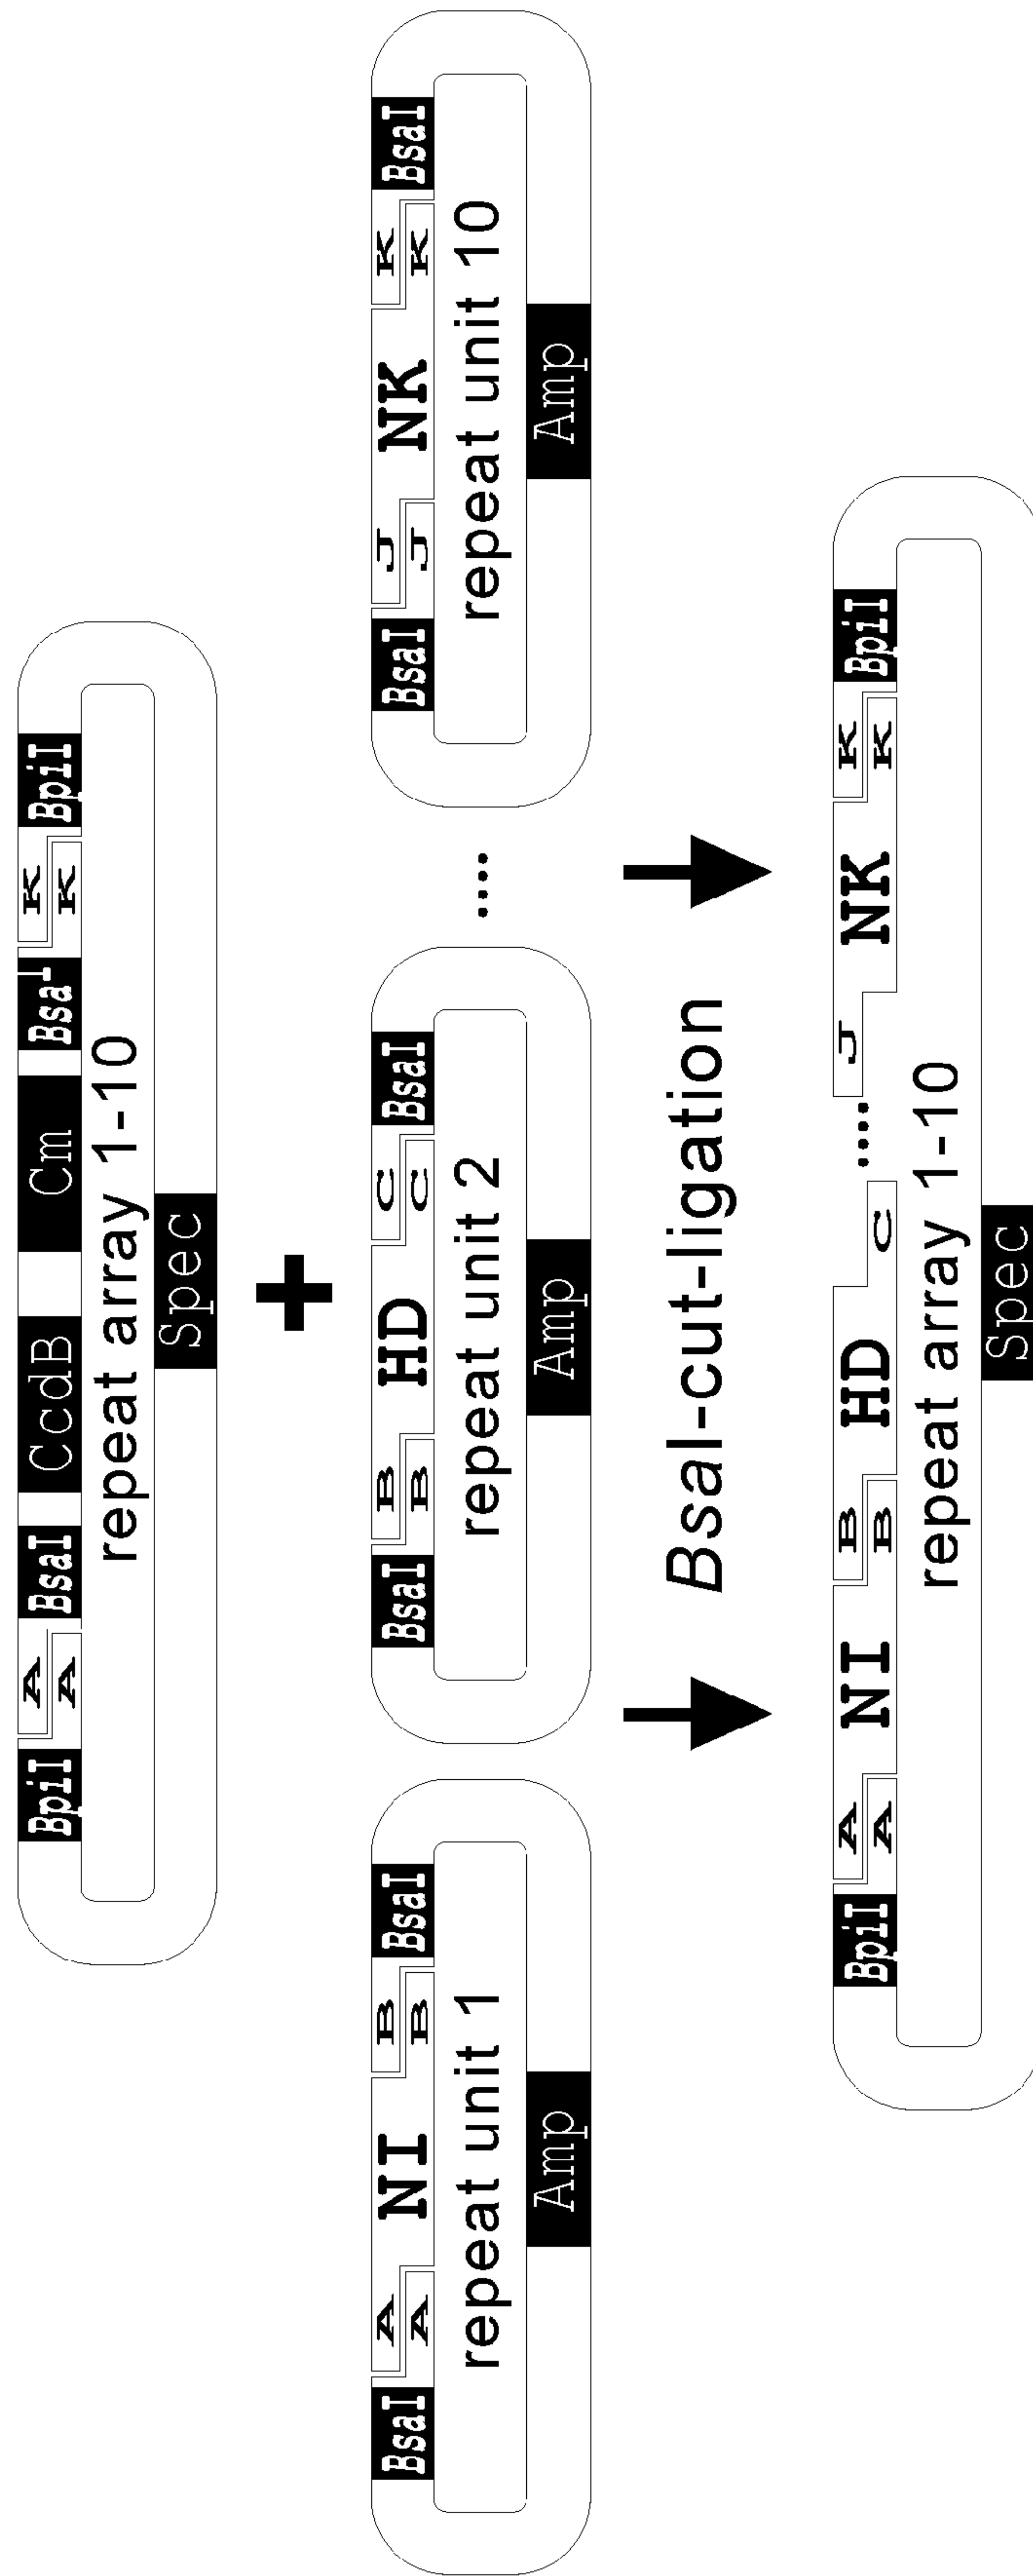 BpiI A A BsaI CcdB Cm BsaI K K BpiI
repeat array 1-10
Spec
+
BsaI A A NI B B BsaI
repeat unit 1
Amp
BsaI B B HD C C BsaI
repeat unit 2
Amp
....
BsaI J J NK K K BsaI
repeat unit 10
Amp
BsaI-cut-ligation
BpiI A A NI B B HD C .... J NK K K BpiI
repeat array 1-10
Spec